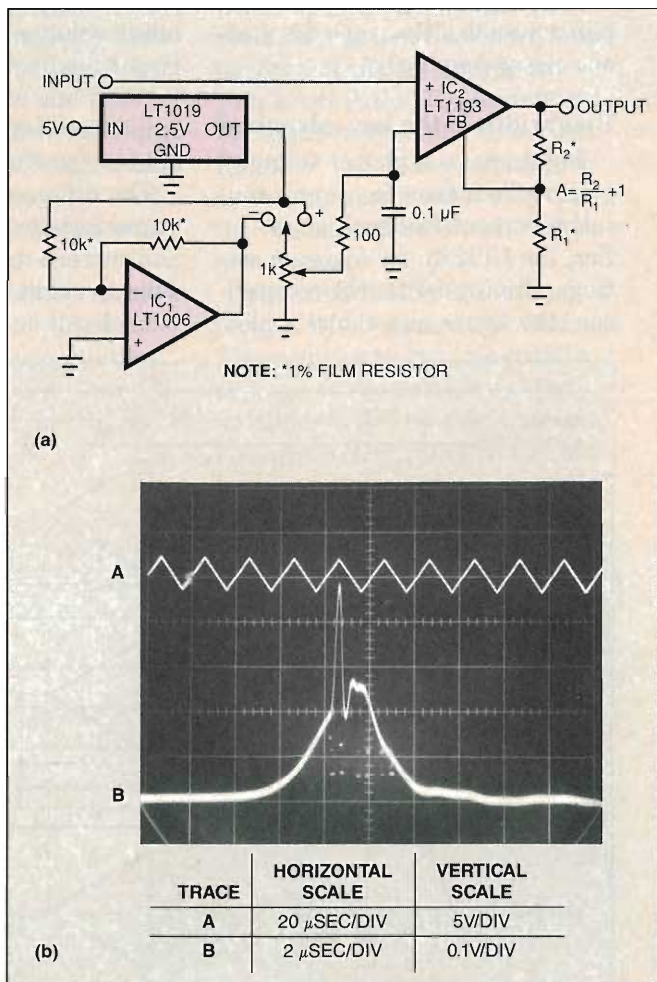 INPUT
LT1019
5V IN 2.5V OUT
GND
+ IC2
LT1193
FB
OUTPUT
R2*
A = R2/R1 + 1
R1
0.1 µF
100
1k
− +
10k*
10k*
−
IC1
LT1006
+
NOTE: *1% FILM RESISTOR
(a)
A
B
TRACE HORIZONTAL SCALE VERTICAL SCALE
A 20 µSEC/DIV 5V/DIV
B 2 µSEC/DIV 0.1V/DIV
(b)